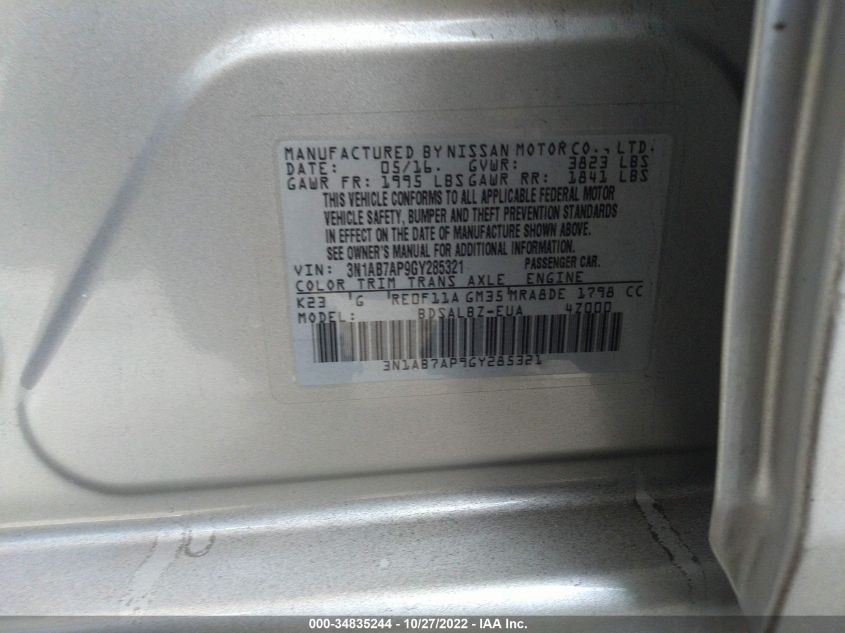 MANUFACTURED BY NISSAN MOTOR CO., LTD.
DATE: 05/16. GVWR: 3823 LBS
GAWR FR: 1995 LBS GAWR RR: 1841 LBS
THIS VEHICLE CONFORMS TO ALL APPLICABLE FEDERAL MOTOR
VEHICLE SAFETY, BUMPER AND THEFT PREVENTION STANDARDS
IN EFFECT ON THE DATE OF MANUFACTURE SHOWN ABOVE.
SEE OWNER'S MANUAL FOR ADDITIONAL INFORMATION.
VIN: 3N1AB7AP9GY285321 PASSENGER CAR.
COLOR TRIM TRANS AXLE ENGINE
K23 'G 'RE0F11A GM35 'MRA8DE 1798 CC
MODEL: BDSALBZ-EUA 4Z000
3N1AB7AP9GY285321
000-34835244 - 10/27/2022 - IAA Inc.